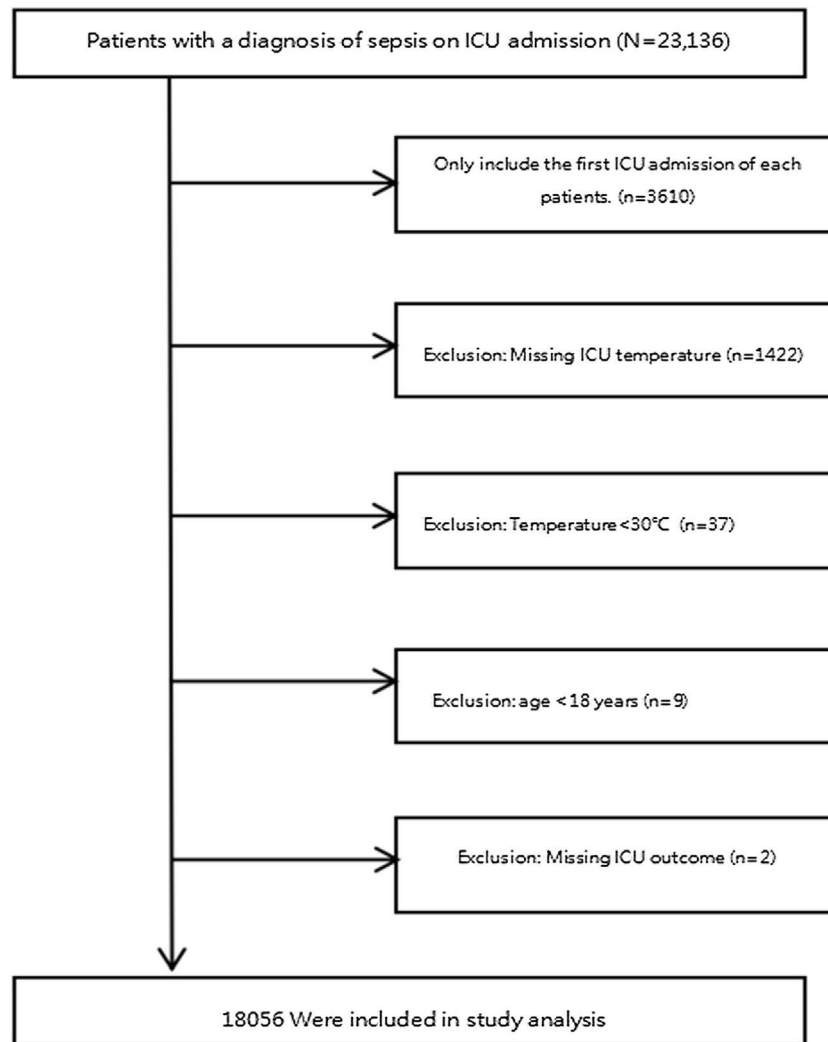 Patients with a diagnosis of sepsis on ICU admission (N=23,136)
Only include the first ICU admission of each
patients. (n=3610)
Exclusion: Missing ICU temperature (n=1422)
Exclusion: Temperature <30°C (n=37)
Exclusion: age <18 years (n=9)
Exclusion: Missing ICU outcome (n=2)
18056 Were included in study analysis